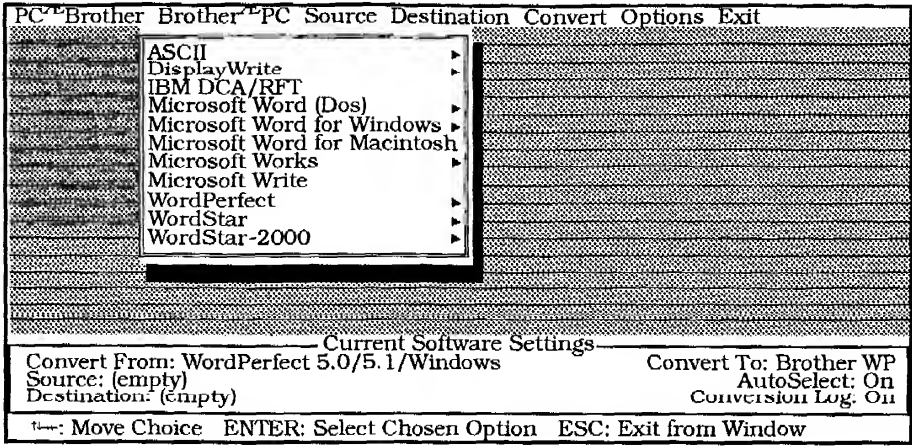 PC Brother Brother PC Source Destination Convert Options Exit
ASCII
DisplayWrite
IBM DCA/RFT
Microsoft Word (Dos)
Microsoft Word for Windows
Microsoft Word for Macintosh
Microsoft Works
Microsoft Write
WordPerfect
WordStar
WordStar-2000
Current Software Settings
Convert From: WordPerfect 5.0/5.1/Windows Convert To: Brother WP
Source: (empty) AutoSelect: On
Destination: (empty) Conversion Log: On
: Move Choice ENTER: Select Chosen Option ESC: Exit from Window